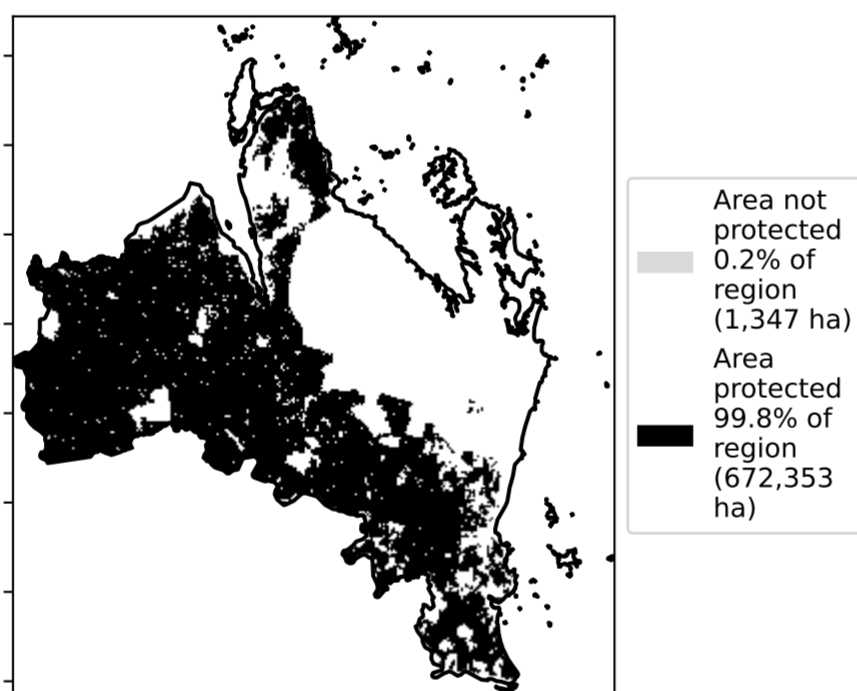 Area not
protected
0.2% of
region
(1,347 ha)
Area
protected
99.8% of
region
(672,353
ha)